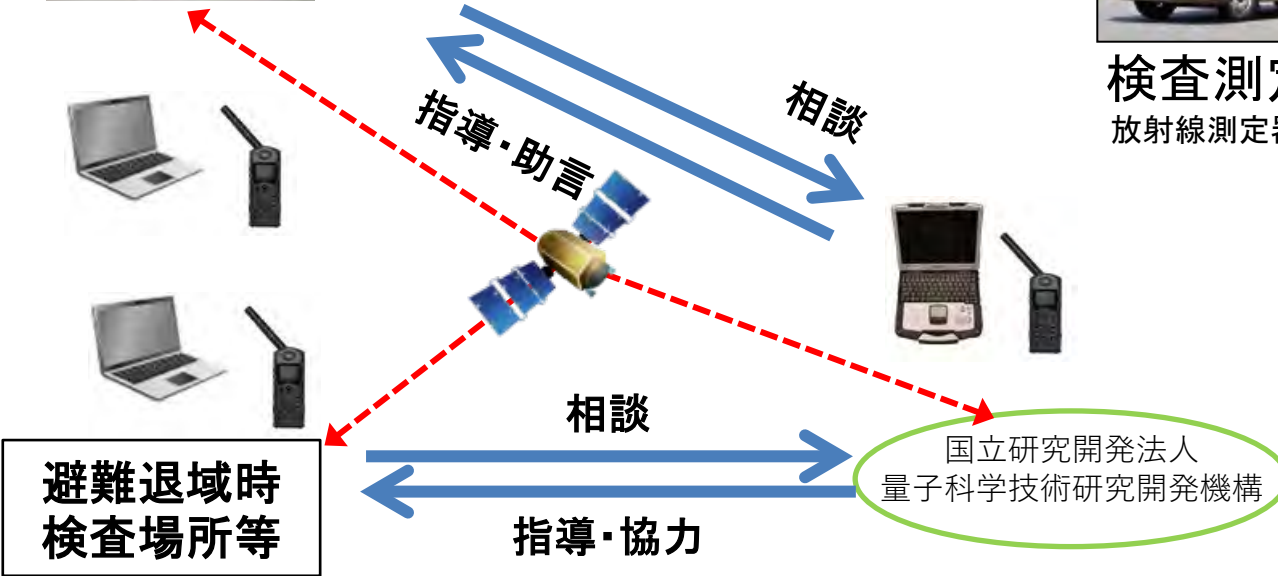 検査測定
放射線測定器
相談
指導・助言
相談
避難退域時
検査場所等
国立研究開発法人
量子科学技術研究開発機構
指導・協力